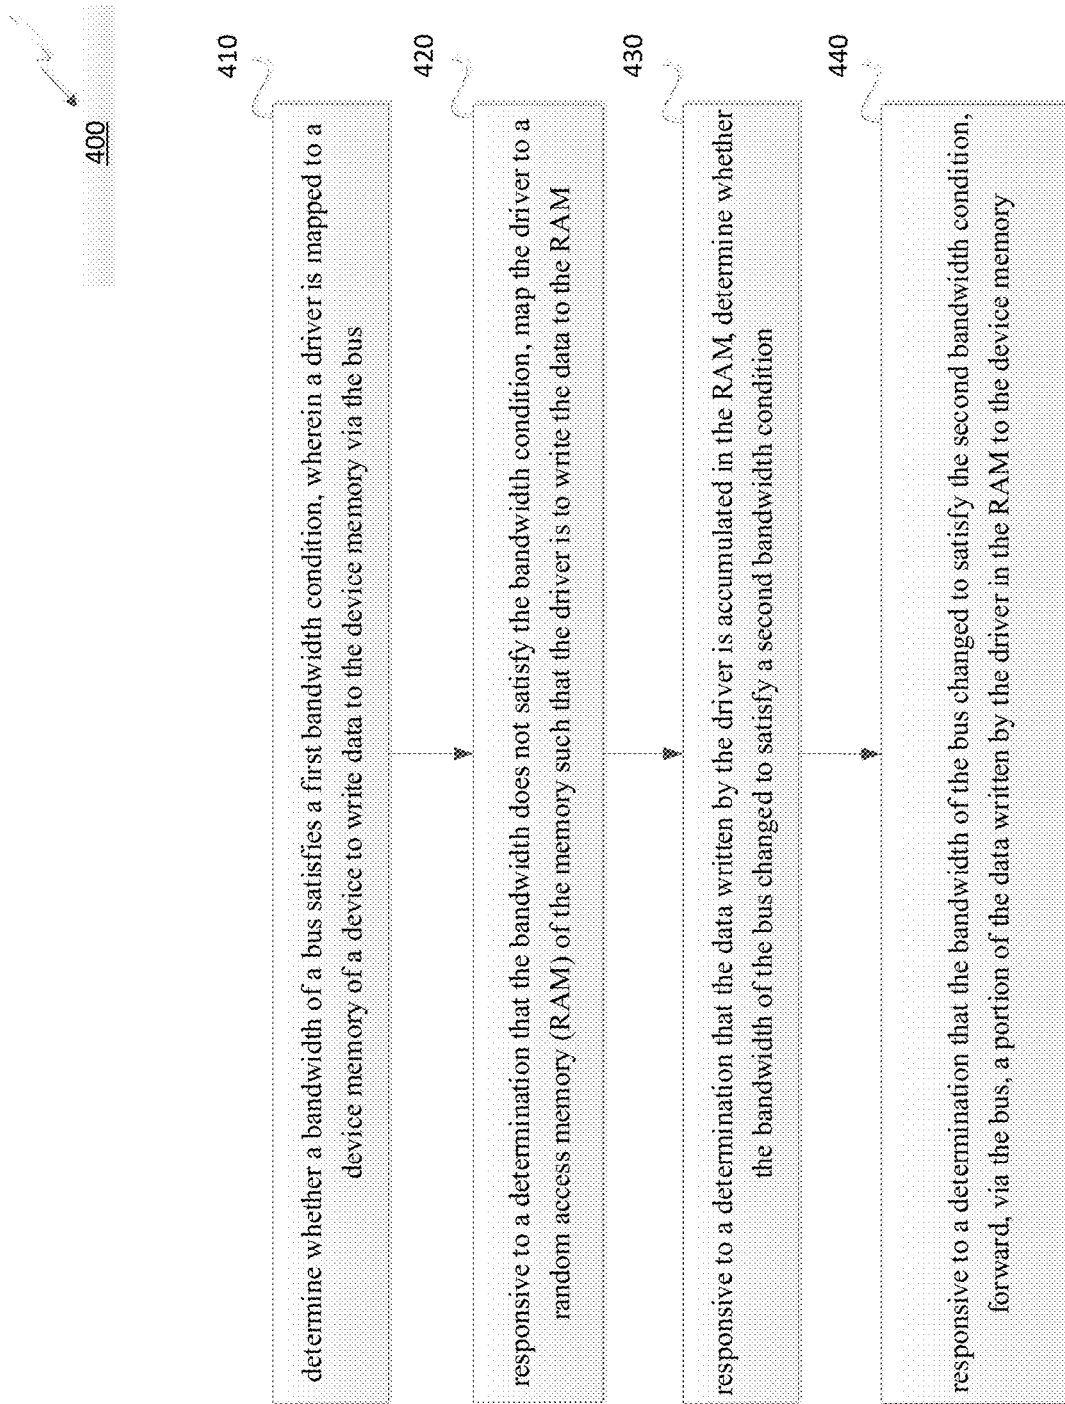 400
410
determine whether a bandwidth of a bus satisfies a first bandwidth condition, wherein a driver is mapped to a
device memory of a device to write data to the device memory via the bus
420
responsive to a determination that the bandwidth does not satisfy the bandwidth condition, map the driver to a
random access memory (RAM) of the memory such that the driver is to write the data to the RAM
430
responsive to a determination that the data written by the driver is accumulated in the RAM, determine whether
the bandwidth of the bus changed to satisfy a second bandwidth condition
440
responsive to a determination that the bandwidth of the bus changed to satisfy the second bandwidth condition,
forward, via the bus, a portion of the data written by the driver in the RAM to the device memory